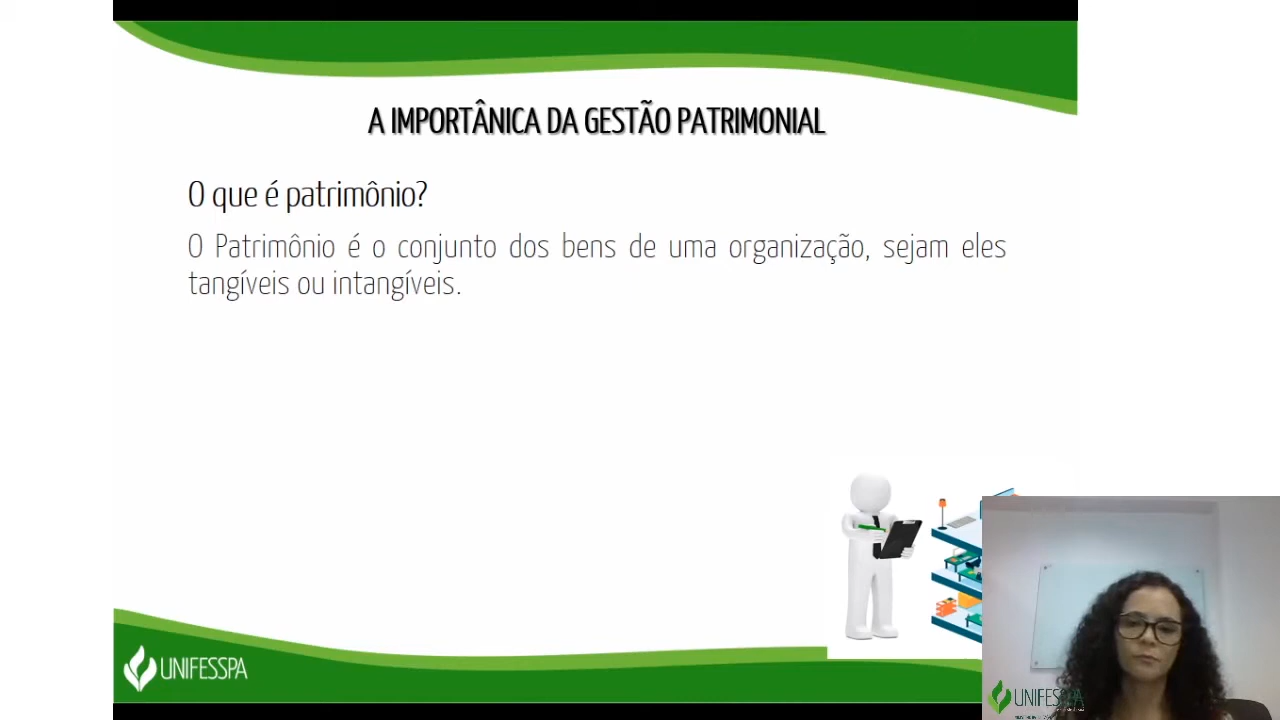 A IMPORTÂNICA DA GESTÃO PATRIMONIAL
O que é patrimônio?
O Patrimônio é o conjunto dos bens de uma organização, sejam eles
tangíveis ou intangíveis.
UNIFESSPA
UNIFESSPA